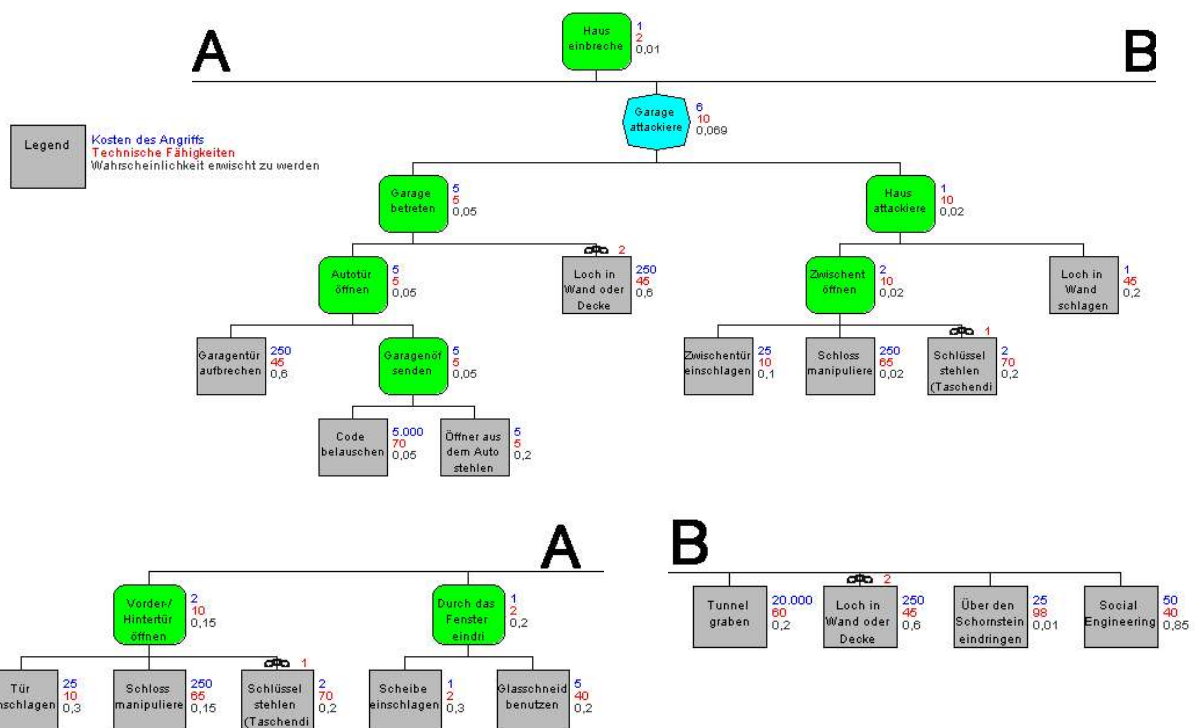 A
Haus
einbreche
1
2
0,01
B
Legend
Kosten des Angriffs
Technische Fähigkeiten
Wahrscheinlichkeit erwischt zu werden
Garage
attackiere
6
10
0,069
Garage
betreten
5
5
0,05
Haus
attackiere
1
10
0,02
Autotür
öffnen
5
5
0,05
2
Loch in
Wand oder
Decke
250
45
0,6
Zwischent
öffnen
2
10
0,02
Loch in
Wand
schlagen
1
45
0,2
Garagentür
aufbrechen
250
45
0,6
Garagenöf
senden
5
5
0,05
Zwischentür
einschlagen
25
10
0,1
Schloss
manipuliere
250
65
0,02
1
Schlüssel
stehlen
(Taschendi
2
70
0,2
Code
belauschen
5.000
70
0,05
Öffner aus
dem Auto
stehlen
5
5
0,2
A
Vorder-/
Hintertür
öffnen
2
10
0,15
Durch das
Fenster
eindri
1
2
0,2
Tür
nschlagen
25
10
0,3
Schloss
manipuliere
250
65
0,15
1
Schlüssel
stehlen
(Taschendi
2
70
0,2
Scheibe
einschlagen
1
2
0,3
Glasschneid
benutzen
5
40
0,2
B
Tunnel
graben
20.000
60
0,2
2
Loch in
Wand oder
Decke
250
45
0,6
Über den
Schornstein
eindringen
25
98
0,01
Social
Engineering
50
40
0,85